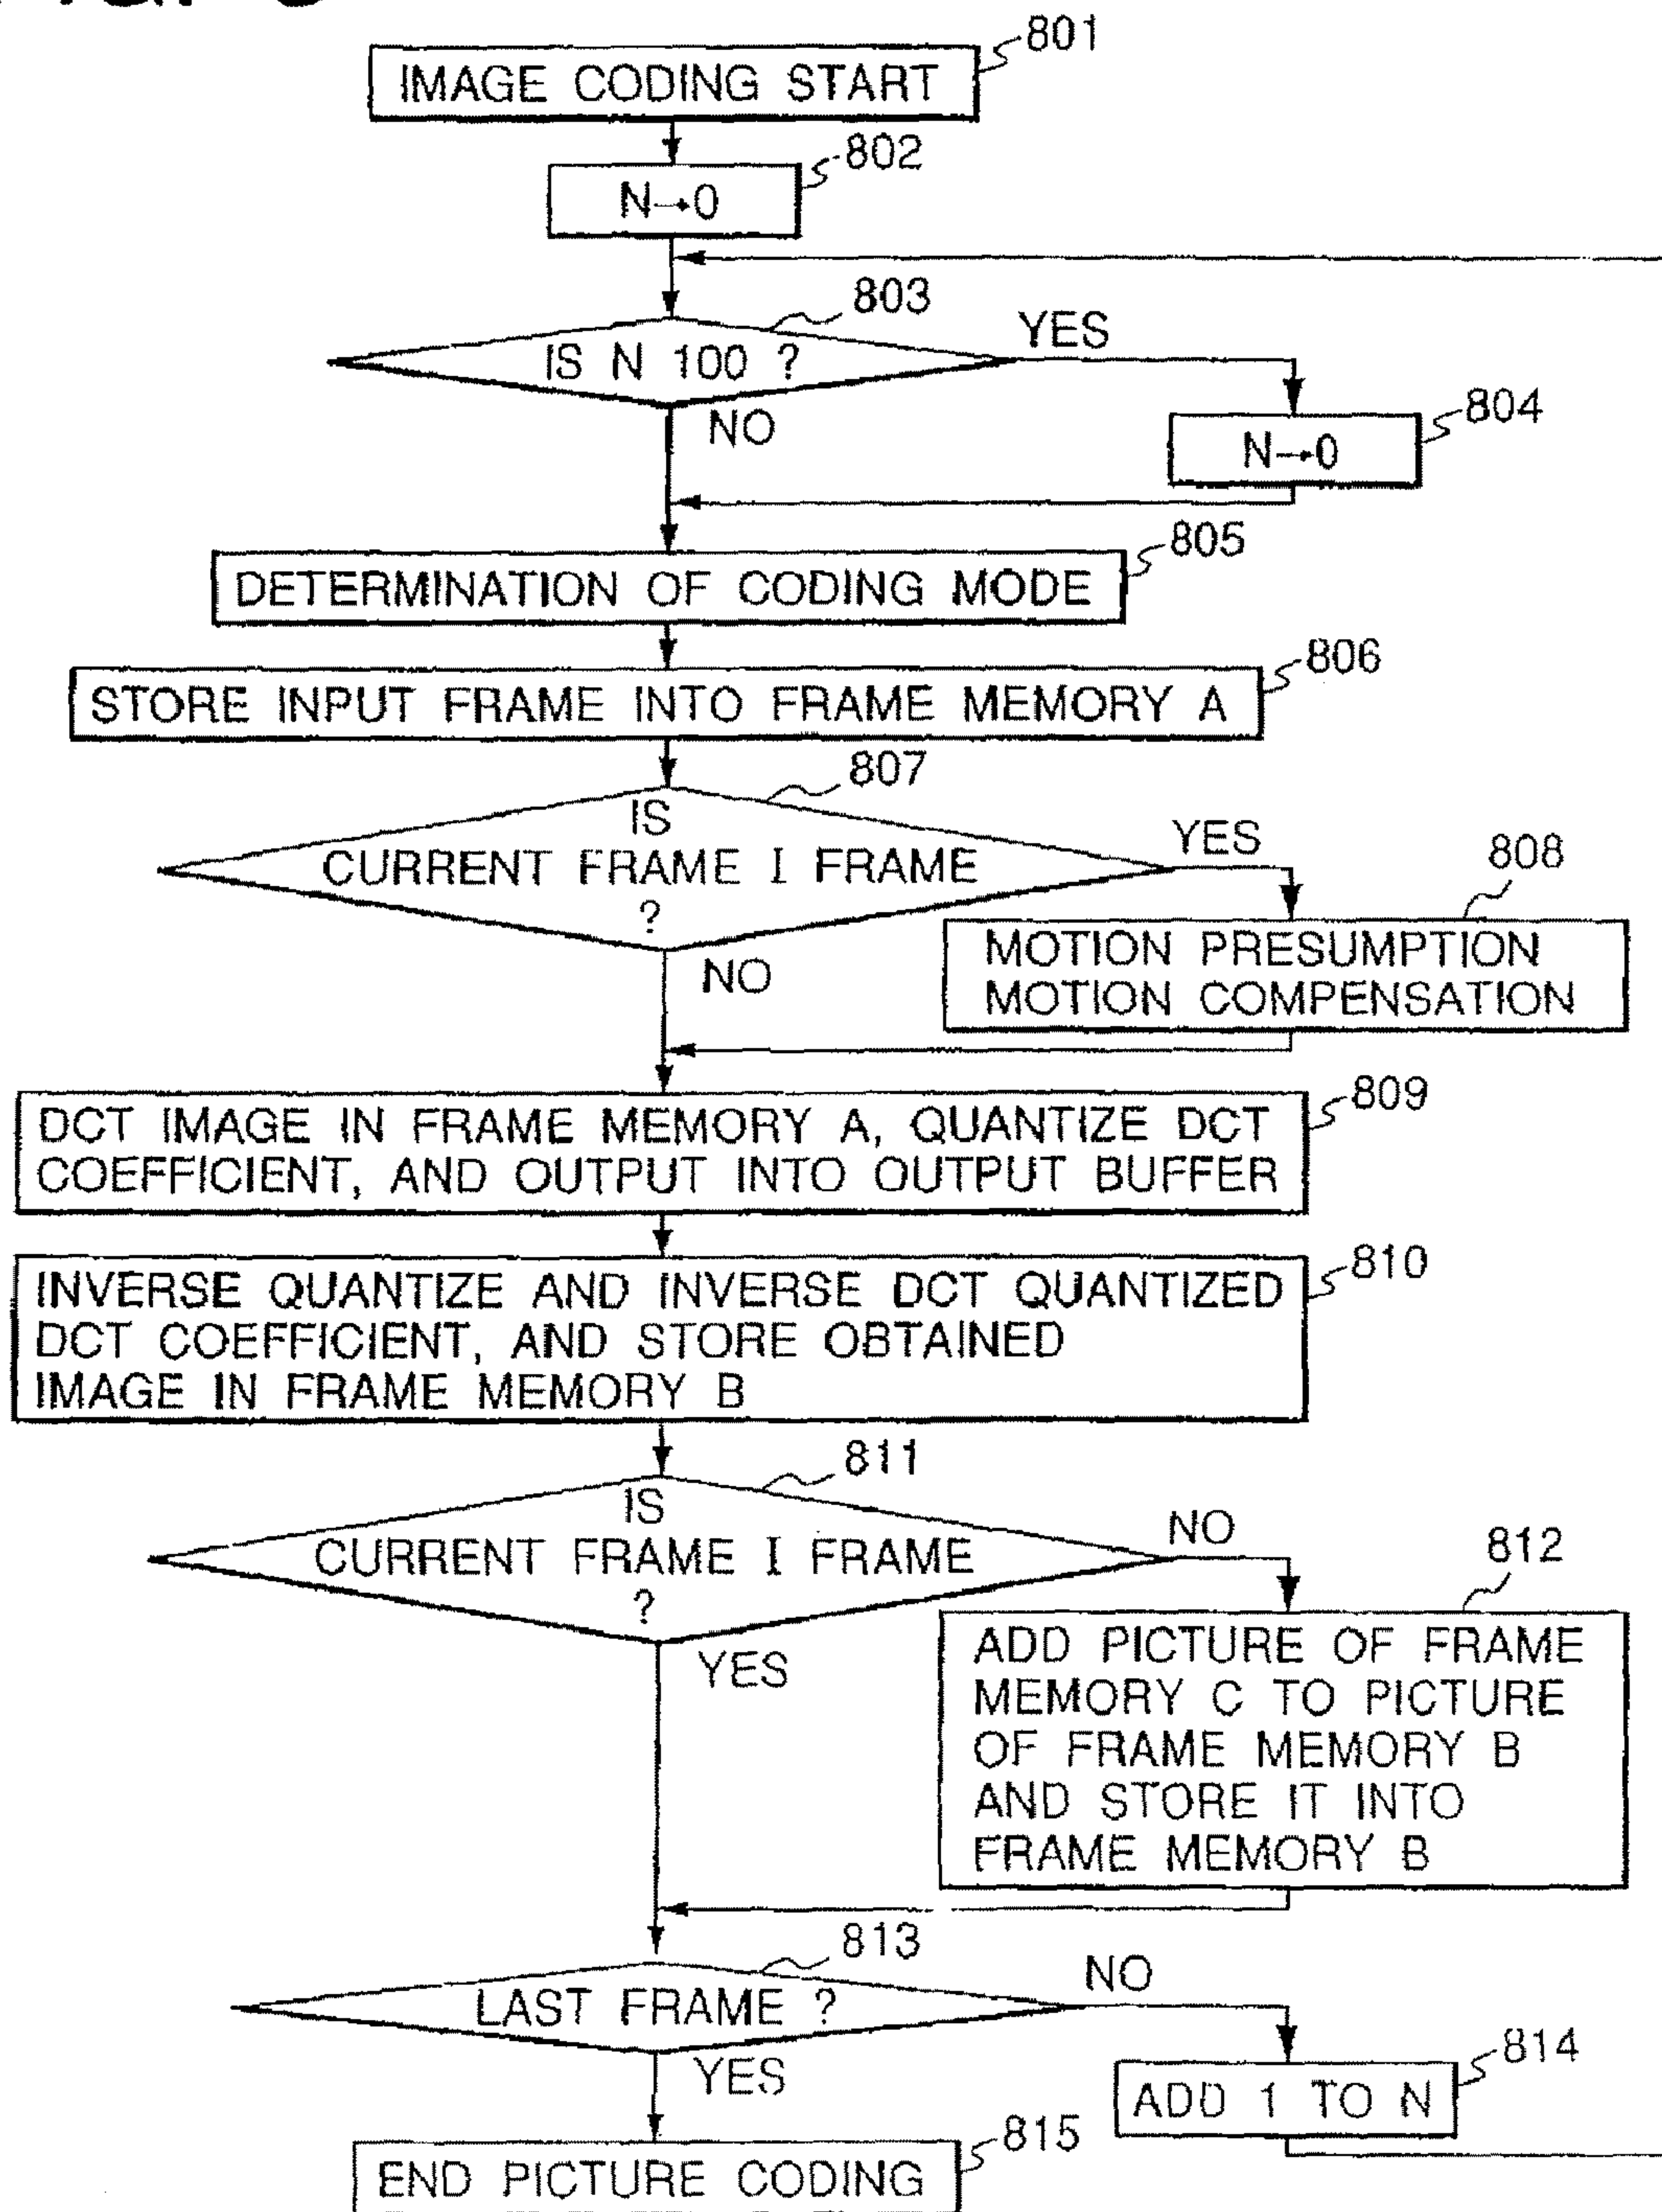 801
IMAGE CODING START
802
N→0
803
IS N 100 ?
YES
NO
804
N→0
805
DETERMINATION OF CODING MODE
806
STORE INPUT FRAME INTO FRAME MEMORY A
807
IS
CURRENT FRAME I FRAME
?
YES
NO
808
MOTION PRESUMPTION
MOTION COMPENSATION
809
DCT IMAGE IN FRAME MEMORY A, QUANTIZE DCT
COEFFICIENT, AND OUTPUT INTO OUTPUT BUFFER
810
INVERSE QUANTIZE AND INVERSE DCT QUANTIZED
DCT COEFFICIENT, AND STORE OBTAINED
IMAGE IN FRAME MEMORY B
811
IS
CURRENT FRAME I FRAME
?
NO
YES
812
ADD PICTURE OF FRAME
MEMORY C TO PICTURE
OF FRAME MEMORY B
AND STORE IT INTO
FRAME MEMORY B
813
LAST FRAME ?
NO
YES
814
ADD 1 TO N
815
END PICTURE CODING